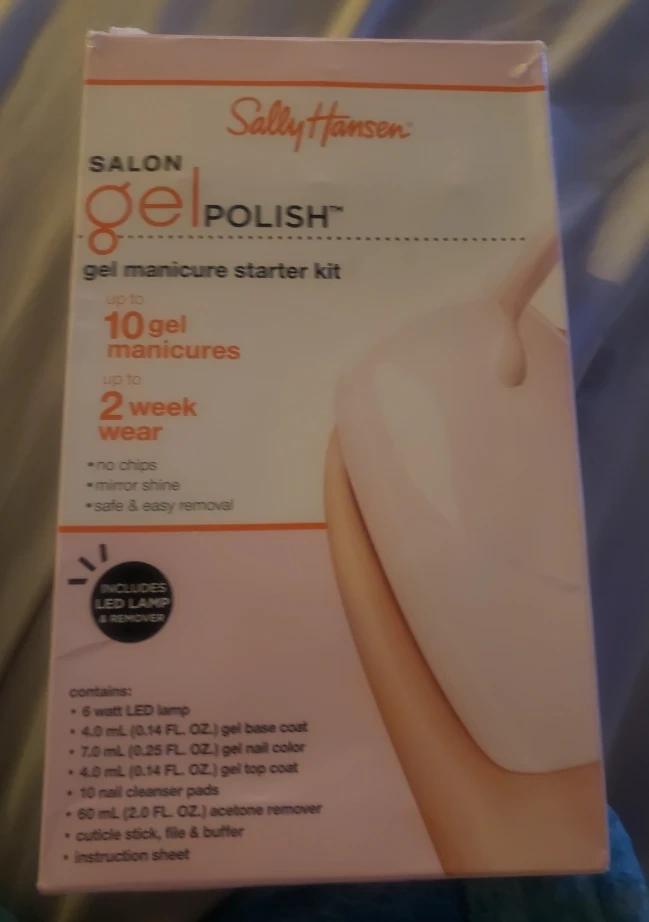 Sally Hansen
SALON
gel POLISH™
gel manicure starter kit
up to
10 gel
manicures
up to
2 week
wear
• no chips
• mirror shine
• safe & easy removal
INCLUDES
LED LAMP
& REMOVER
contains:
• 6 watt LED lamp
• 4.0 mL (0.14 FL. OZ.) gel base coat
• 7.0 mL (0.25 FL. OZ.) gel nail color
• 4.0 mL (0.14 FL. OZ.) gel top coat
• 10 nail cleanser pads
• 60 mL (2.0 FL. OZ.) acetone remover
• cuticle stick, file & buffer
• instruction sheet